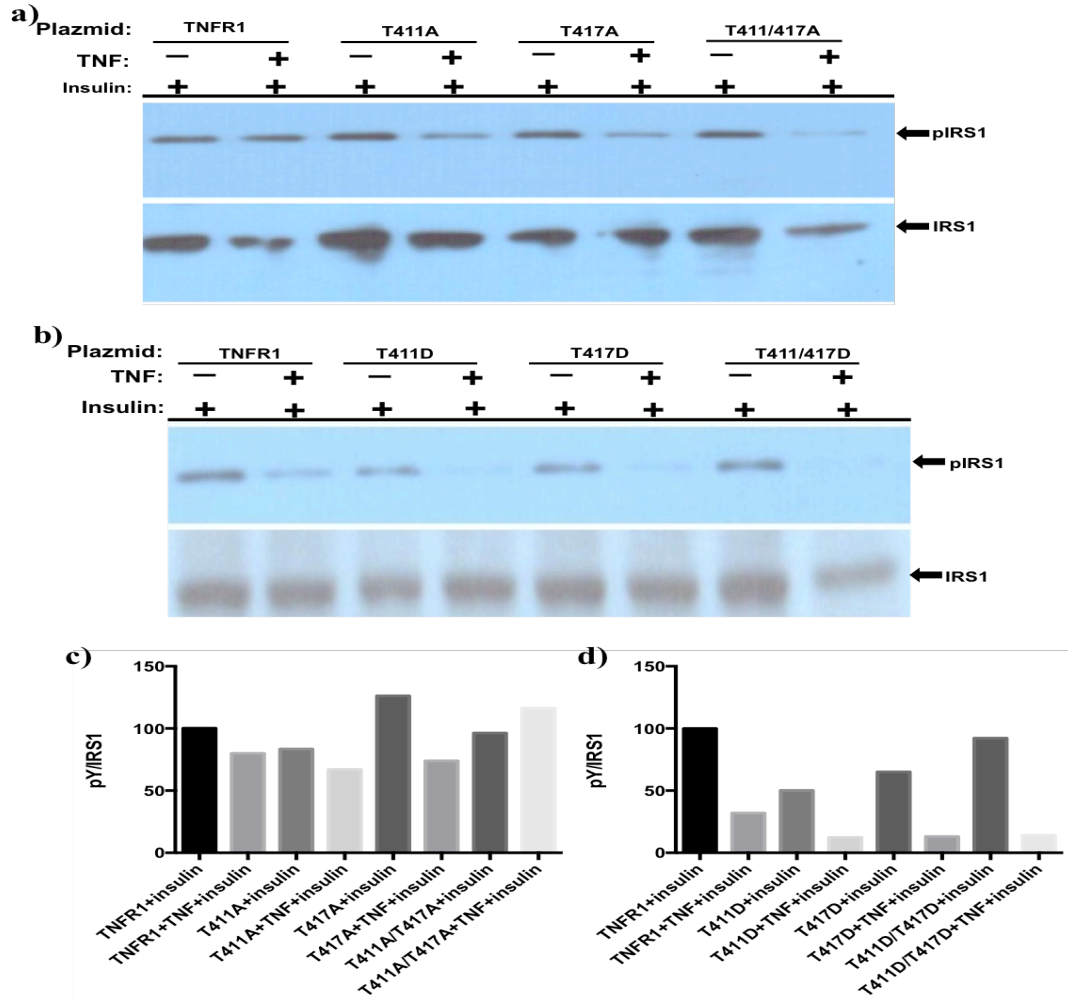 a)
Plazmid: TNFR1 T411A T417A T411/417A
TNF: − + − + − + − +
Insulin: + + + + + + + +
pIRS1
IRS1
b)
Plazmid: TNFR1 T411D T417D T411/417D
TNF: − + − + − + − +
Insulin: + + + + + + + +
pIRS1
IRS1
c)
150
100
50
0
pY/IRS1
TNFR1+insulin
TNFR1+TNF+insulin
T411A+insulin
T411A+TNF+insulin
T417A+insulin
T417A+TNF+insulin
T411A/T417A+insulin
T411A/T417A+TNF+insulin
d)
150
100
50
0
pY/IRS1
TNFR1+insulin
TNFR1+TNF+insulin
T411D+insulin
T411D+TNF+insulin
T417D+insulin
T417D+TNF+insulin
T411D/T417D+insulin
T411D/T417D+TNF+insulin